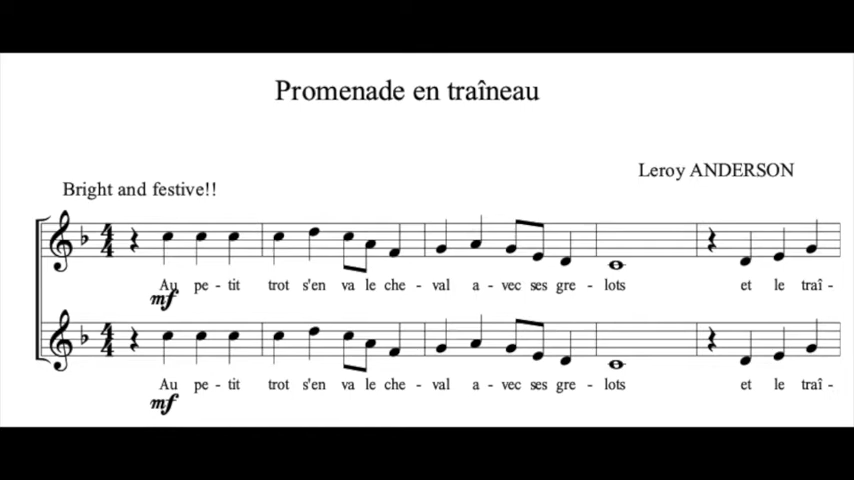 Promenade en traîneau
Leroy ANDERSON
Bright and festive!!
Au pe - tit trot s'en va le che - val a - vec ses gre - lots et le traî -
mf
Au pe - tit trot s'en va le che - val a - vec ses gre - lots et le traî -
mf